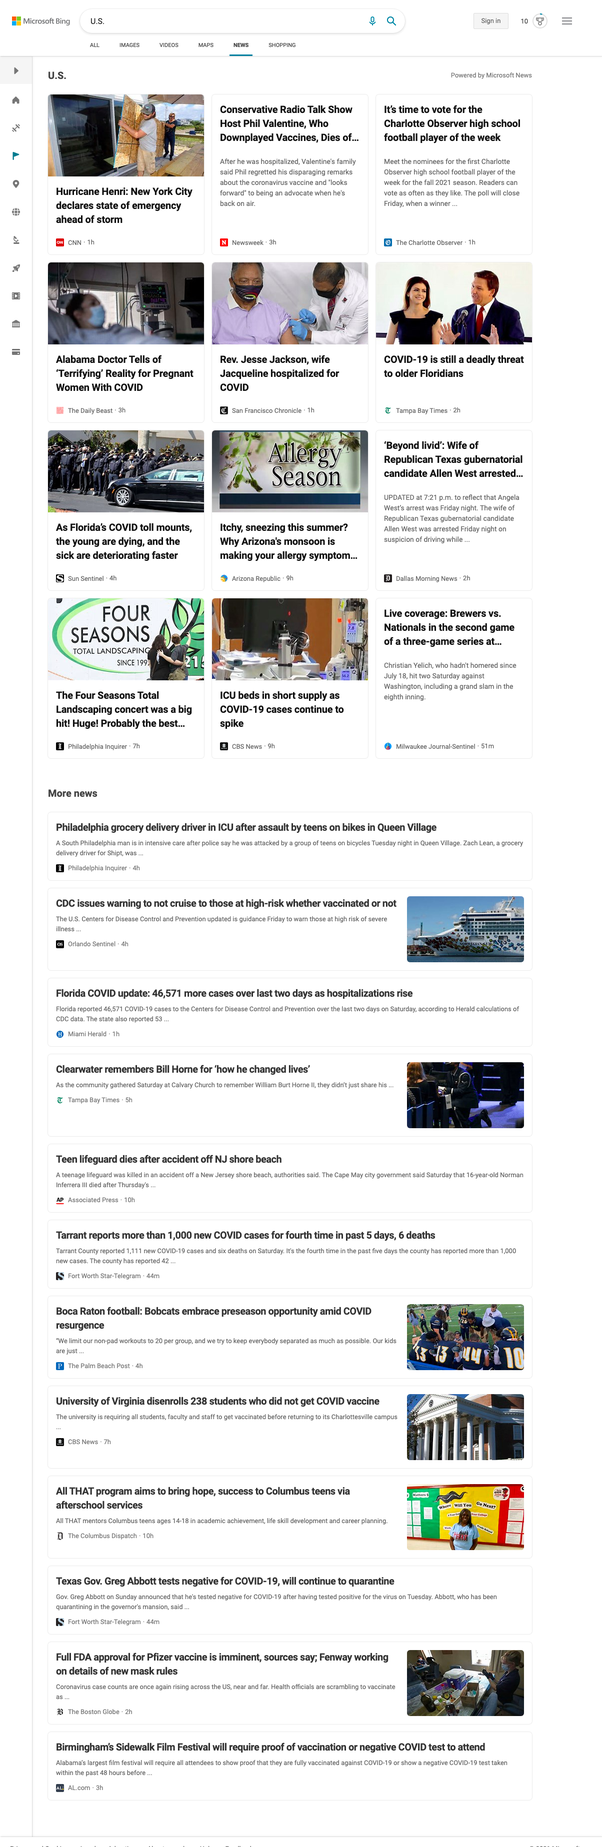 Microsoft Bing
U.S.
Sign in
10
ALL
IMAGES
VIDEOS
MAPS
NEWS
SHOPPING
U.S.
Powered by Microsoft News
Hurricane Henri: New York City
declares state of emergency
ahead of storm
CNN · 1h
Conservative Radio Talk Show
Host Phil Valentine, Who
Downplayed Vaccines, Dies of...
After he was hospitalized, Valentine's family
said Phil regretted his disparaging remarks
about the coronavirus vaccine and "looks
forward" to being an advocate when he's
back on air.
Newsweek · 3h
It's time to vote for the
Charlotte Observer high school
football player of the week
Meet the nominees for the first Charlotte
Observer high school football player of the
week for the fall 2021 season. Readers can
vote as often as they like. The poll will close
Friday, when a winner ...
The Charlotte Observer · 1h
Alabama Doctor Tells of
‘Terrifying’ Reality for Pregnant
Women With COVID
The Daily Beast · 3h
Rev. Jesse Jackson, wife
Jacqueline hospitalized for
COVID
San Francisco Chronicle · 1h
COVID-19 is still a deadly threat
to older Floridians
Tampa Bay Times · 2h
As Florida's COVID toll mounts,
the young are dying, and the
sick are deteriorating faster
Sun Sentinel · 4h
Allergy
Season
Itchy, sneezing this summer?
Why Arizona's monsoon is
making your allergy symptom...
Arizona Republic · 9h
‘Beyond livid’: Wife of
Republican Texas gubernatorial
candidate Allen West arrested...
UPDATED at 7:21 p.m. to reflect that Angela
West's arrest was Friday night. The wife of
Republican Texas gubernatorial candidate
Allen West was arrested Friday night on
suspicion of driving while ...
Dallas Morning News · 2h
FOUR
SEASONS
TOTAL LANDSCAPING
SINCE 199
215
The Four Seasons Total
Landscaping concert was a big
hit! Huge! Probably the best...
Philadelphia Inquirer · 7h
ICU beds in short supply as
COVID-19 cases continue to
spike
CBS News · 9h
Live coverage: Brewers vs.
Nationals in the second game
of a three-game series at...
Christian Yelich, who hadn't homered since
July 18, hit two Saturday against
Washington, including a grand slam in the
eighth inning.
Milwaukee Journal-Sentinel · 51m
More news
Philadelphia grocery delivery driver in ICU after assault by teens on bikes in Queen Village
A South Philadelphia man is in intensive care after police say he was attacked by a group of teens on bicycles Tuesday night in Queen Village. Zach Lean, a grocery
delivery driver for Shipt, was ...
Philadelphia Inquirer · 4h
CDC issues warning to not cruise to those at high-risk whether vaccinated or not
The U.S. Centers for Disease Control and Prevention updated is guidance Friday to warn those at high risk of severe
illness ...
Orlando Sentinel · 4h
Florida COVID update: 46,571 more cases over last two days as hospitalizations rise
Florida reported 46,571 COVID-19 cases to the Centers for Disease Control and Prevention over the last two days on Saturday, according to Herald calculations of
CDC data. The state also reported 53 ...
Miami Herald · 1h
Clearwater remembers Bill Horne for ‘how he changed lives’
As the community gathered Saturday at Calvary Church to remember William Burt Horne II, they didn't just share his ...
Tampa Bay Times · 5h
Teen lifeguard dies after accident off NJ shore beach
A teenage lifeguard was killed in an accident off a New Jersey shore beach, authorities said. The Cape May city government said Saturday that 16-year-old Norman
Inferrera III died after Thursday's ...
AP Associated Press · 10h
Tarrant reports more than 1,000 new COVID cases for fourth time in past 5 days, 6 deaths
Tarrant County reported 1,111 new COVID-19 cases and six deaths on Saturday. It's the fourth time in the past five days the county has reported more than 1,000
new cases. The county has reported 42 ...
Fort Worth Star-Telegram · 44m
Boca Raton football: Bobcats embrace preseason opportunity amid COVID
resurgence
"We limit our non-pad workouts to 20 per group, and we try to keep everybody separated as much as possible. Our kids
are just ...
The Palm Beach Post · 4h
University of Virginia disenrolls 238 students who did not get COVID vaccine
The university is requiring all students, faculty and staff to get vaccinated before returning to its Charlottesville campus
...
CBS News · 7h
All THAT program aims to bring hope, success to Columbus teens via
afterschool services
All THAT mentors Columbus teens ages 14-18 in academic achievement, life skill development and career planning.
The Columbus Dispatch · 10h
Texas Gov. Greg Abbott tests negative for COVID-19, will continue to quarantine
Gov. Greg Abbott on Sunday announced that he's tested negative for COVID-19 after having tested positive for the virus on Tuesday. Abbott, who has been
quarantining in the governor's mansion, said ...
Fort Worth Star-Telegram · 44m
Full FDA approval for Pfizer vaccine is imminent, sources say; Fenway working
on details of new mask rules
Coronavirus case counts are once again rising across the US, near and far. Health officials are scrambling to vaccinate
as ...
The Boston Globe · 2h
Birmingham's Sidewalk Film Festival will require proof of vaccination or negative COVID test to attend
Alabama's largest film festival will require all attendees to show proof that they are fully vaccinated against COVID-19 or show a negative COVID-19 test taken
within the past 48 hours before ...
AL.com · 3h